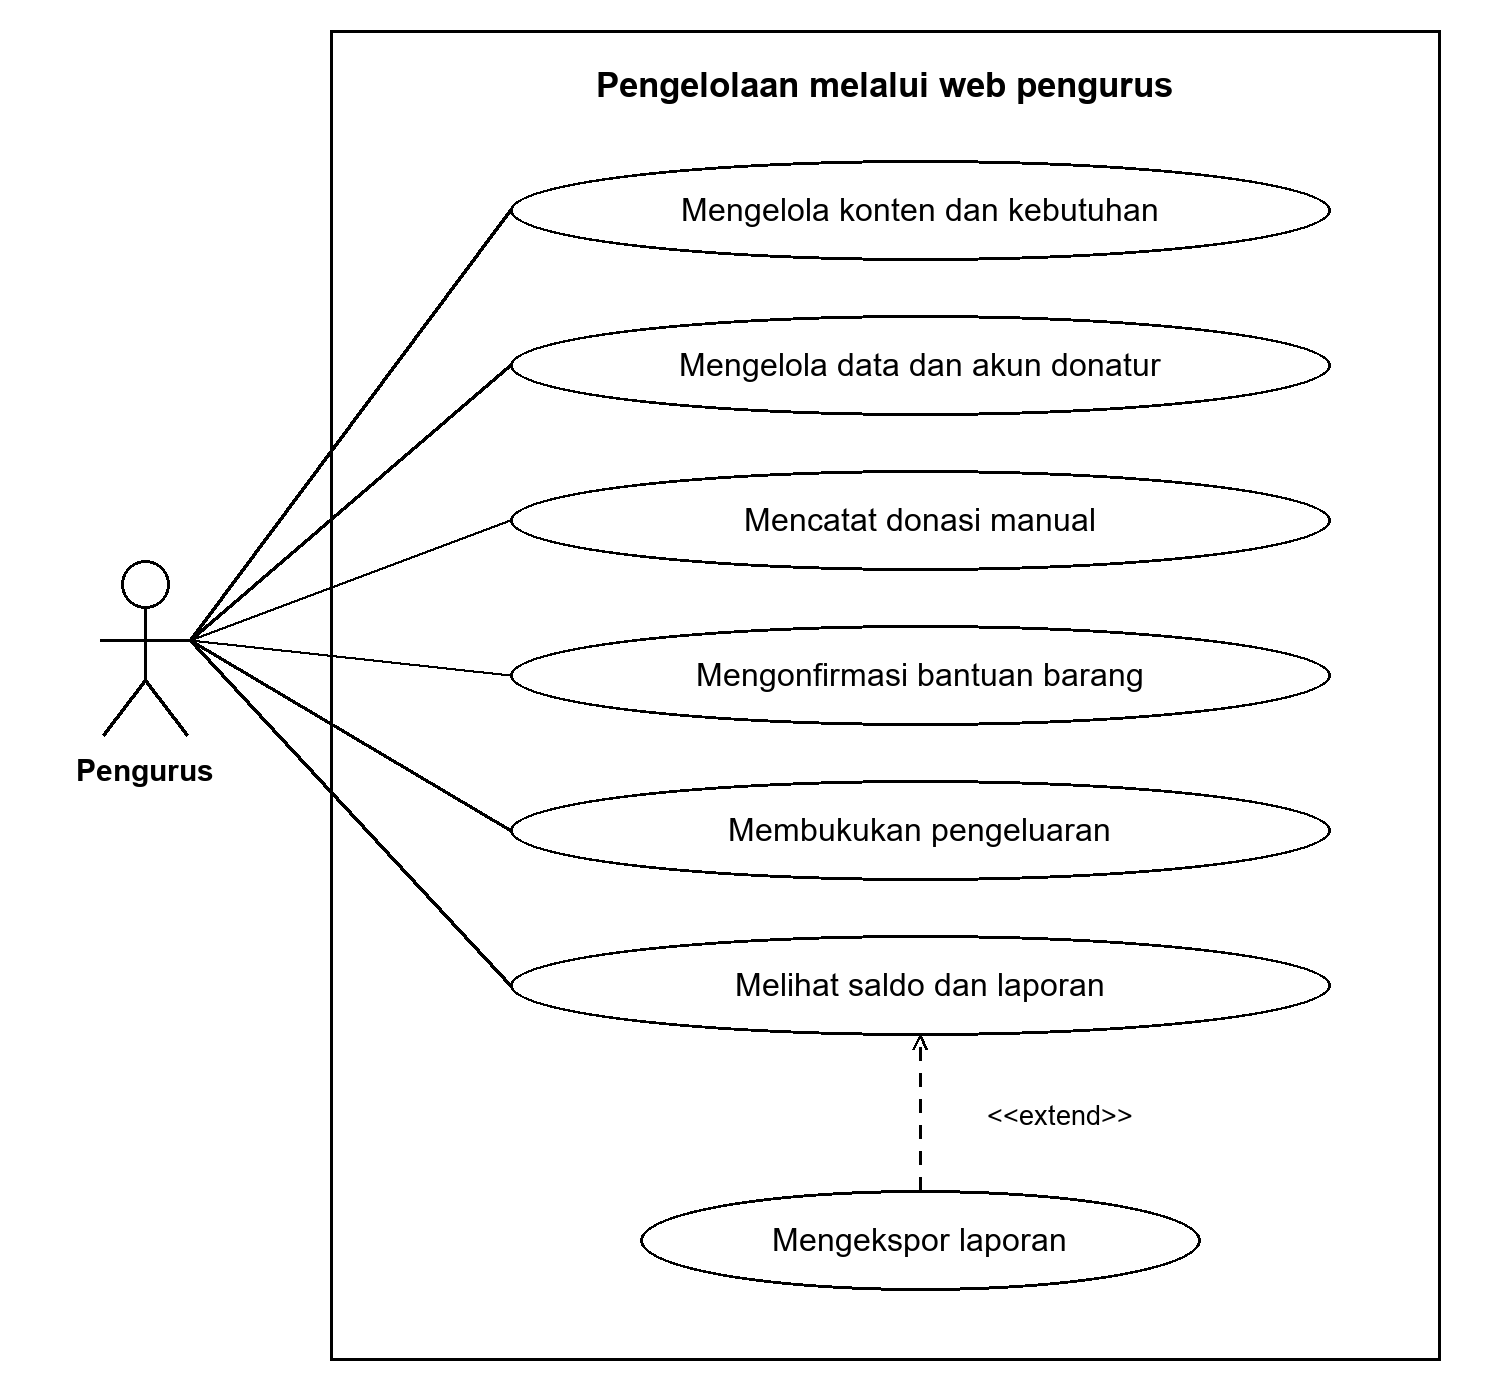 Pengelolaan melalui web pengurus
Mengelola konten dan kebutuhan
Mengelola data dan akun donatur
Mencatat donasi manual
Mengonfirmasi bantuan barang
Pengurus
Membukukan pengeluaran
Melihat saldo dan laporan
<<extend>>
Mengekspor laporan